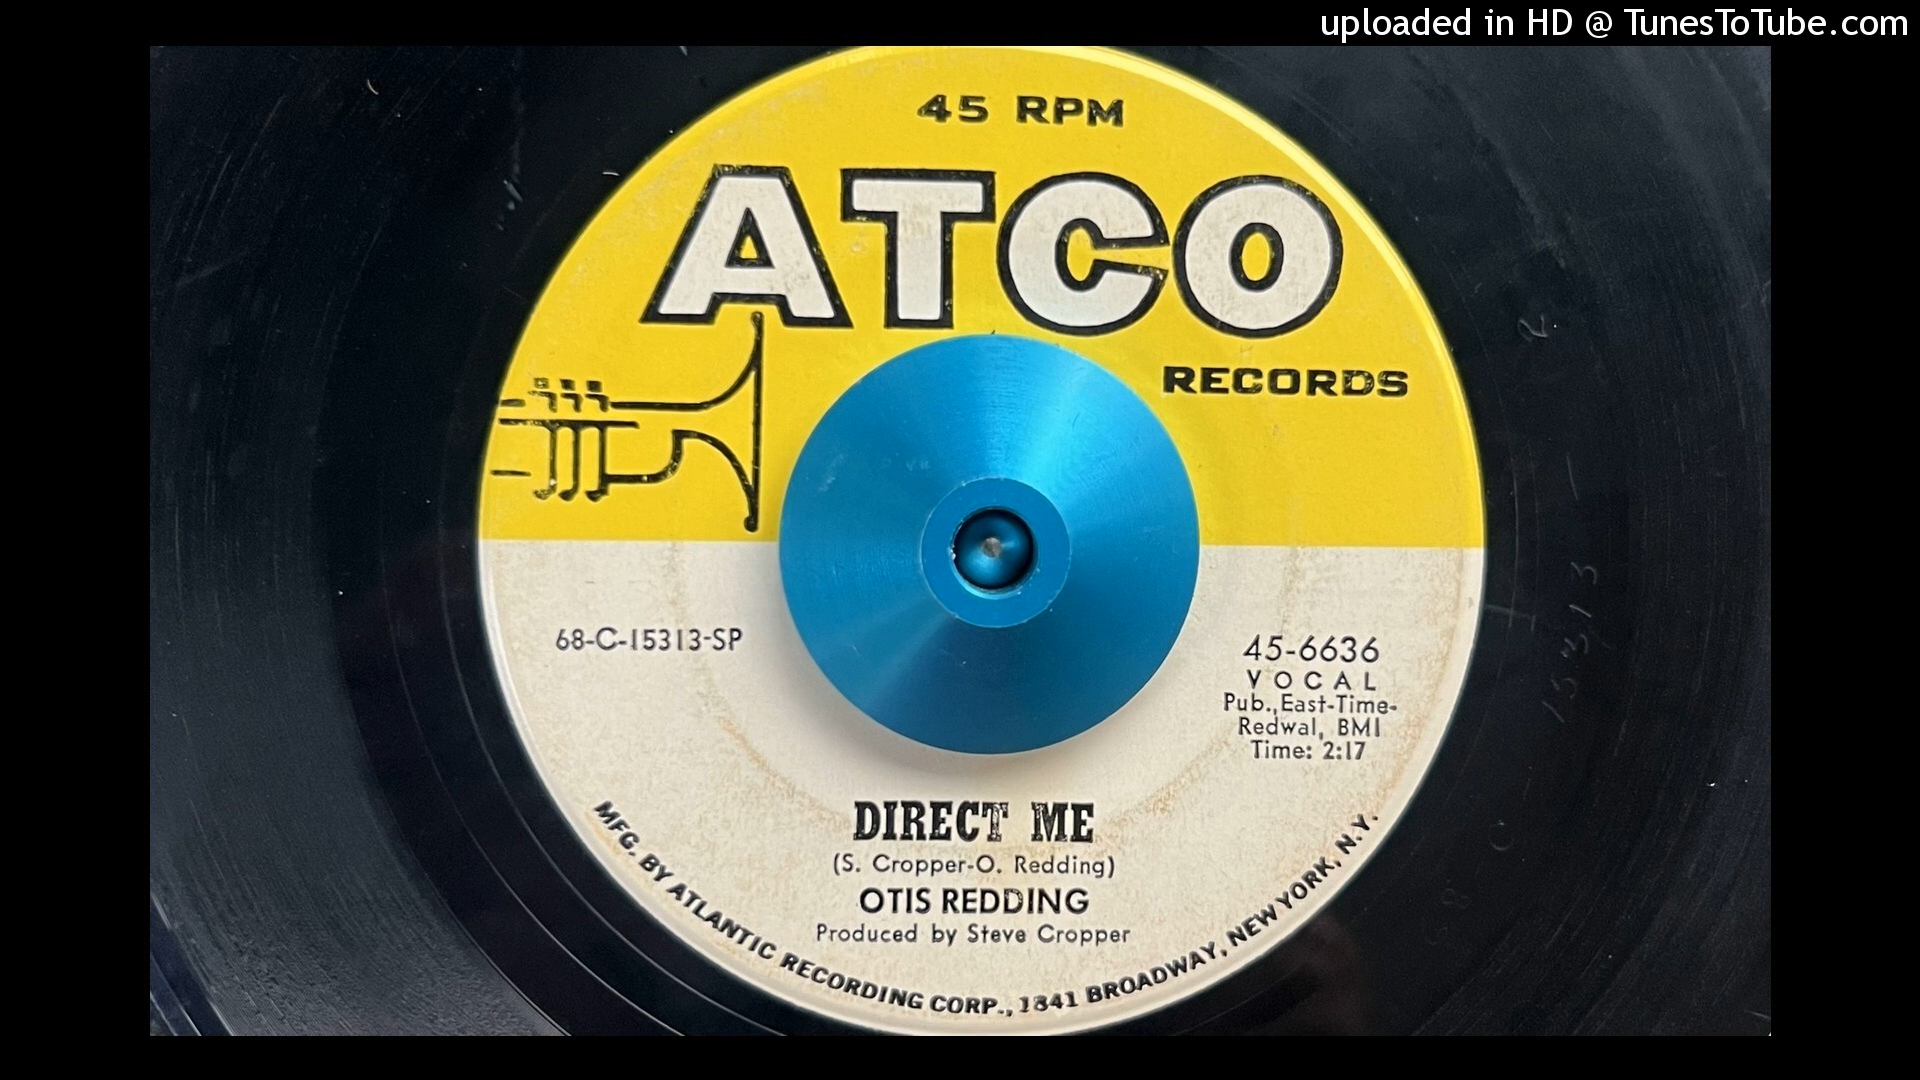 uploaded in HD @ TunesToTube.com
45 RPM
ATCO
RECORDS
68-C-15313-SP
45-6636
VOCAL
Pub.,East-Time-
Redwal, BMI
Time: 2:17
DIRECT ME
(S. Cropper-O. Redding)
OTIS REDDING
Produced by Steve Cropper
MFG. BY ATLANTIC RECORDING CORP., 1841 BROADWAY, NEW YORK, N.Y.
15313